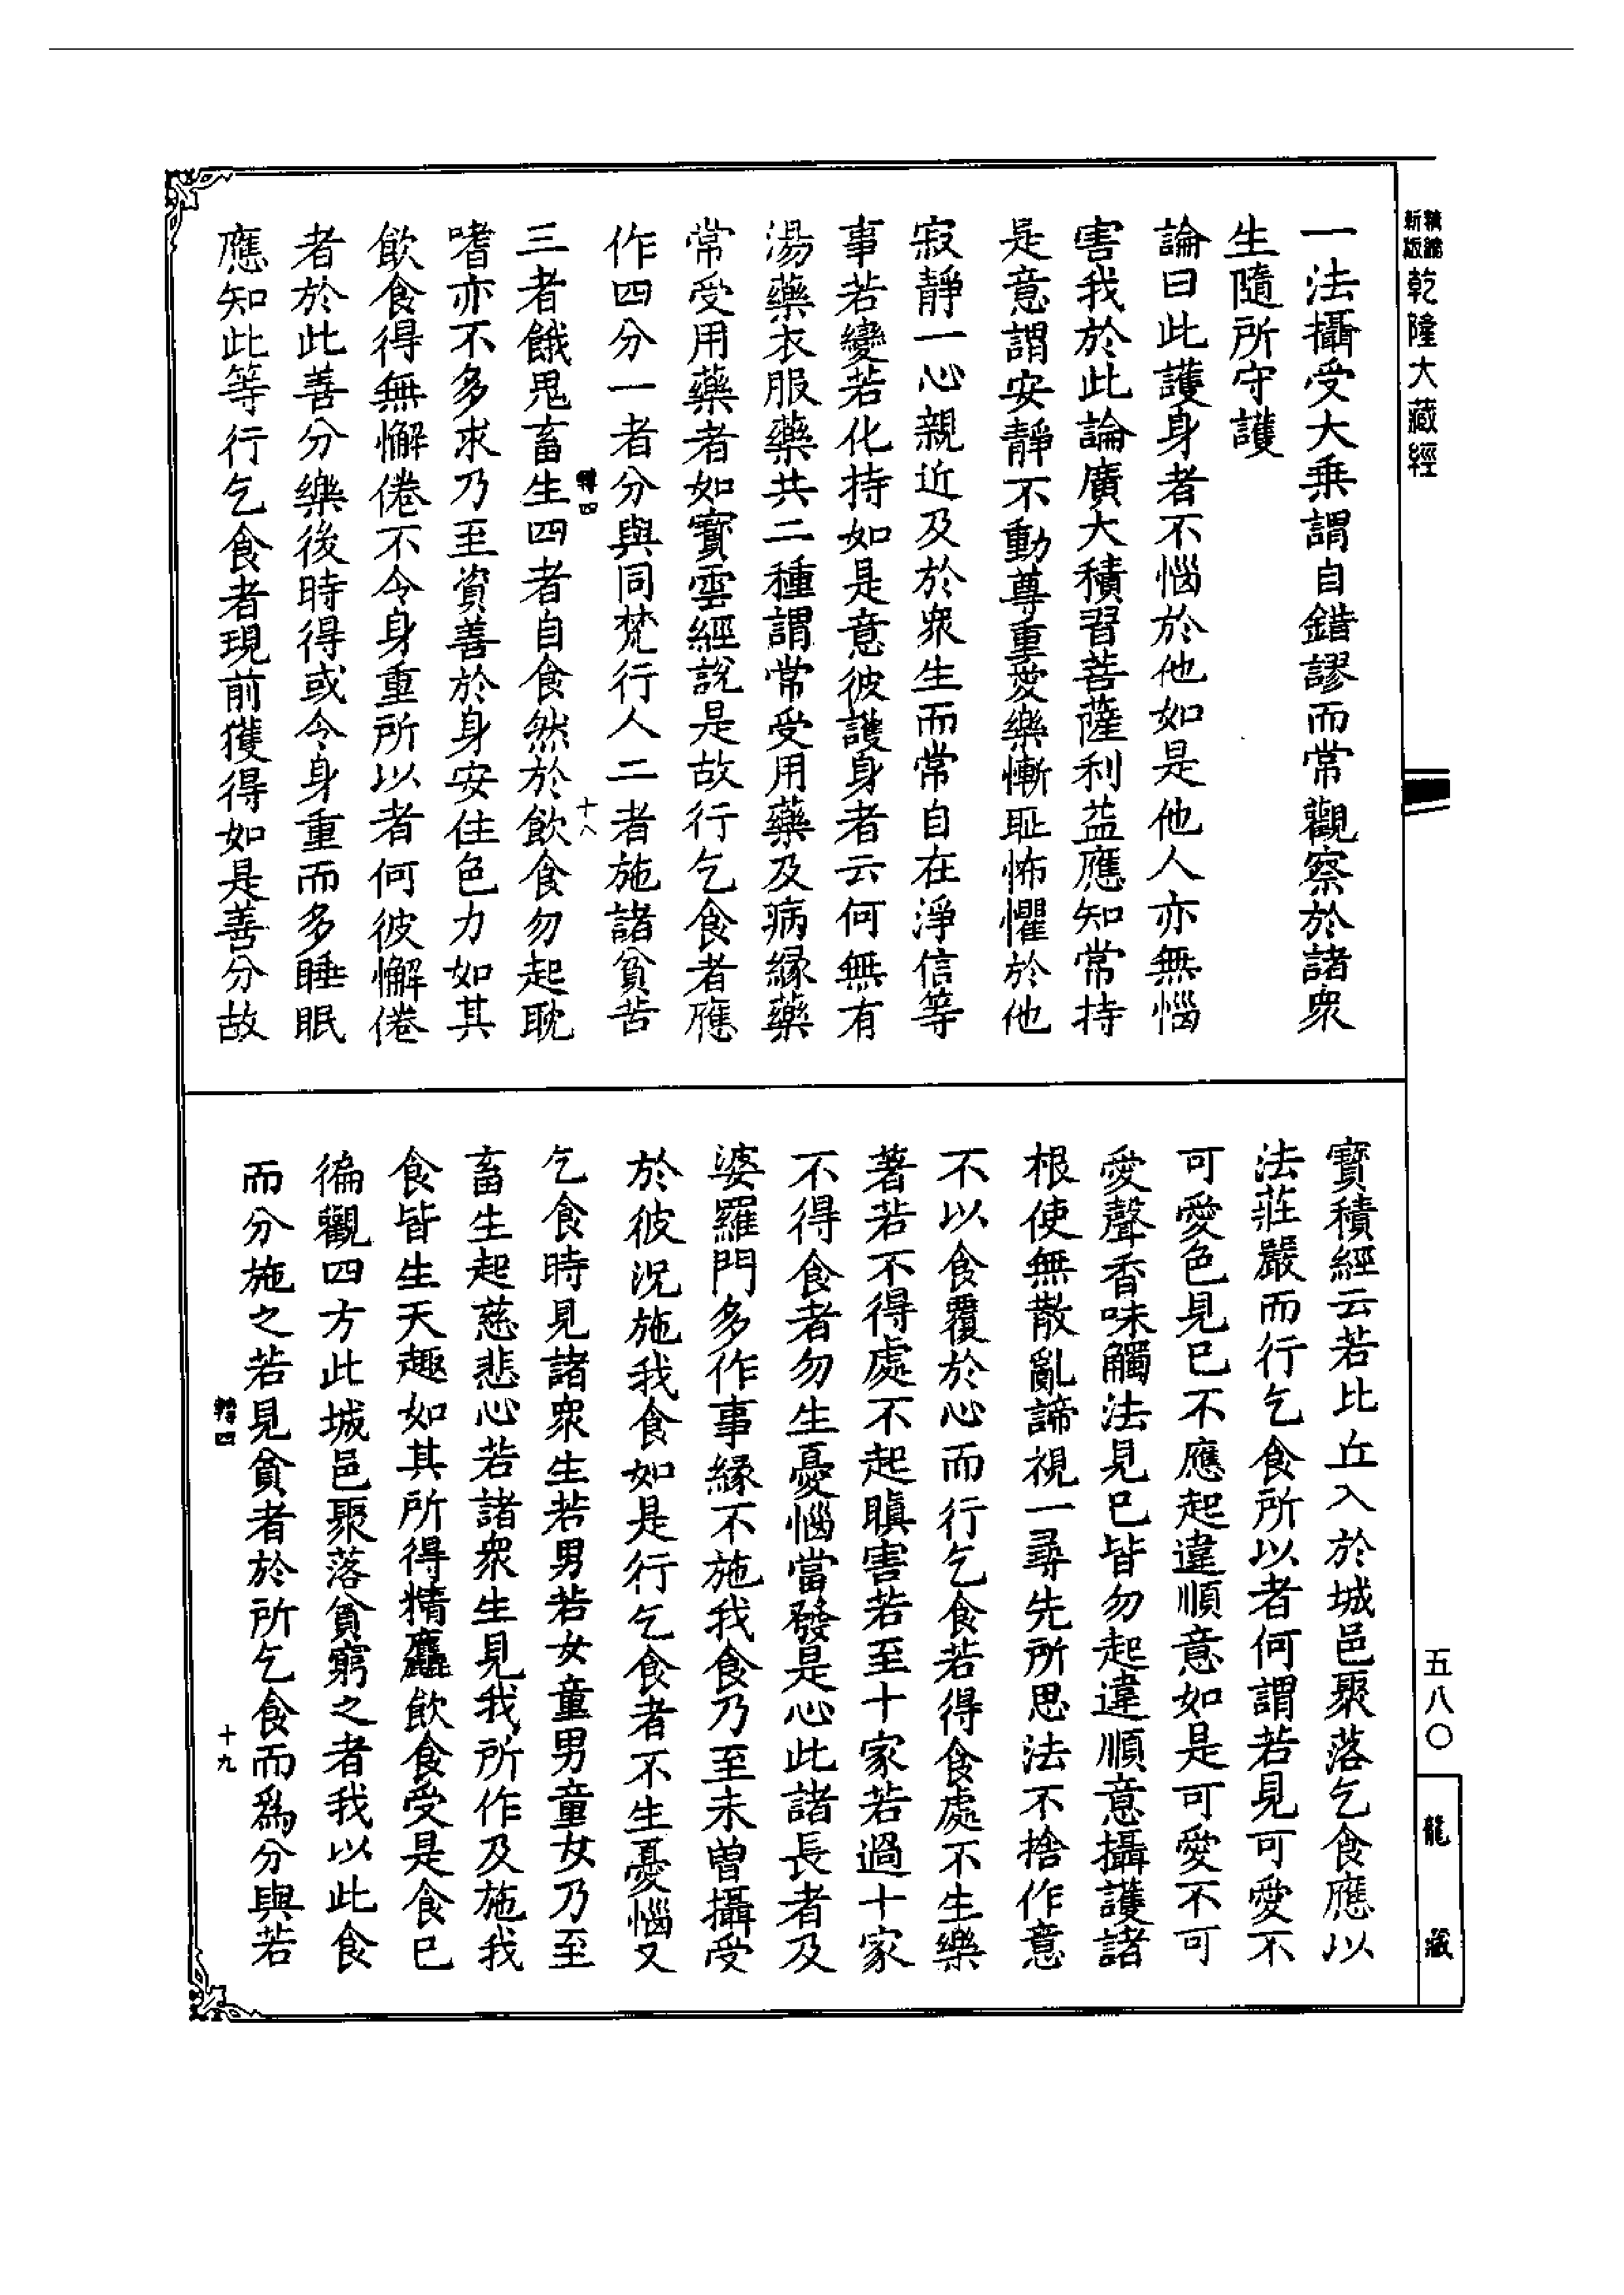 精繕新版
乾隆大藏經
一法攝受大乘謂自錯謬而常觀察於諸衆
生隨所守護
論曰此護身者不惱於他如是他人亦無惱
害我於此論廣大積習菩薩利益應知常持
是意謂安靜不動尊重愛樂慚耻怖懼於他
寂靜一心親近及於衆生而常自在淨信等
事若變若化持如是意彼護身者云何無有
湯藥衣服藥共二種謂常受用藥及病縁藥
常受用藥者如寳雲經說是故行乞食者應
作四分一者分與同梵行人二者施諸貧苦
轉四
十八
三者餓鬼畜生四者自食然於飲食勿起耽
嗜亦不多求乃至資善於身安住色力如其
飲食得無懈倦不令身重所以者何彼懈倦
者於此善分樂後時得或令身重而多睡眠
應知此等行乞食者現前獲得如是善分故
五八〇
龍藏
寳積經云若比丘入於城邑聚落乞食應以
法莊嚴而行乞食所以者何謂若見可愛不
可愛色見已不應起違順意如是可愛不可
愛聲香味觸法見已皆勿起違順意攝護諸
根使無散亂諦視一尋先所思法不捨作意
不以食覆於心而行乞食若得食處不生樂
著若不得處不起瞋害若至十家若過十家
不得食者勿生憂惱當發是心此諸長者及
婆羅門多作事縁不施我食乃至未曾攝受
於彼況施我食如是行乞食者不生憂惱又
乞食時見諸衆生若男若女童男童女乃至
畜生起慈悲心若諸衆生見我所作及施我
食皆生天趣如其所得精麤飲食受是食已
徧觀四方此城邑聚落貧窮之者我以此食
而分施之若見貧者於所乞食而爲分與若
轉四
十九